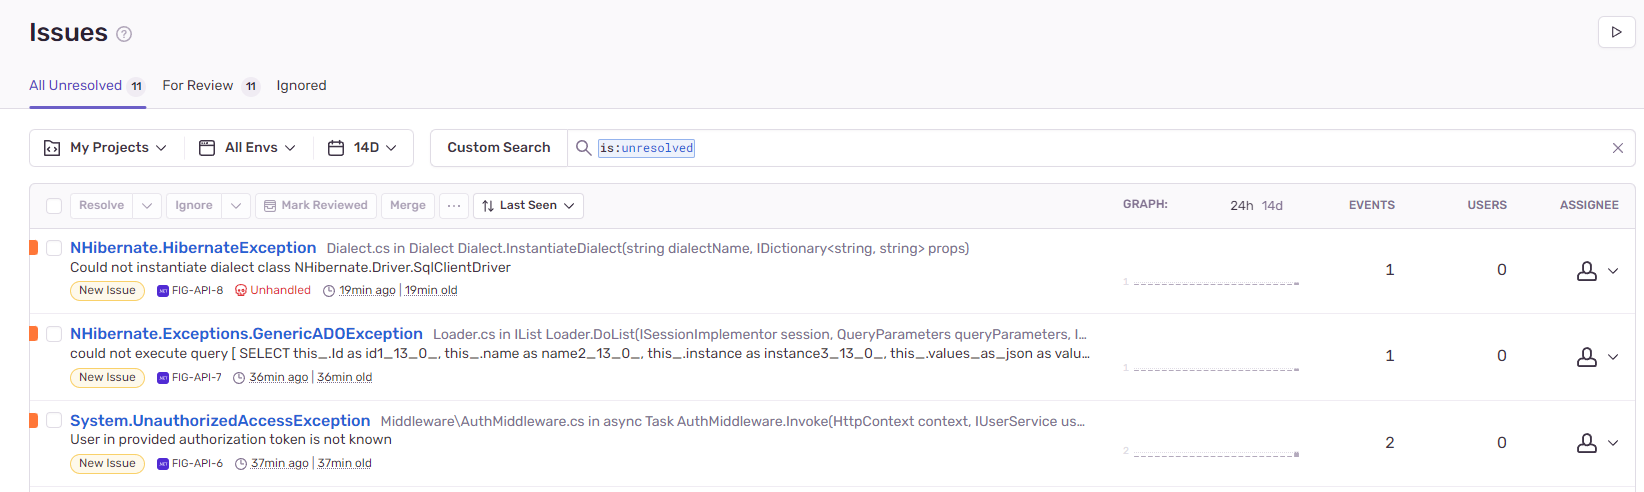 Issues ?
All Unresolved 11 For Review 11 Ignored
My Projects All Envs 14D Custom Search is:unresolved
Resolve Ignore Mark Reviewed Merge ... Last Seen GRAPH: 24h 14d EVENTS USERS ASSIGNEE
NHibernate.HibernateException Dialect.cs in Dialect Dialect.InstantiateDialect(string dialectName, IDictionary<string, string> props)
Could not instantiate dialect class NHibernate.Driver.SqlClientDriver
1 1 0
New Issue FIG-API-8 Unhandled 19min ago | 19min old
NHibernate.Exceptions.GenericADOException Loader.cs in IList Loader.DoList(ISessionImplementor session, QueryParameters queryParameters, I...
could not execute query [ SELECT this_.Id as id1_13_0_, this_.name as name2_13_0_, this_.instance as instance3_13_0_, this_.values_as_json as valu...
1 1 0
New Issue FIG-API-7 36min ago | 36min old
System.UnauthorizedAccessException Middleware\AuthMiddleware.cs in async Task AuthMiddleware.Invoke(HttpContext context, IUserService us...
User in provided authorization token is not known
2 2 0
New Issue FIG-API-6 37min ago | 37min old